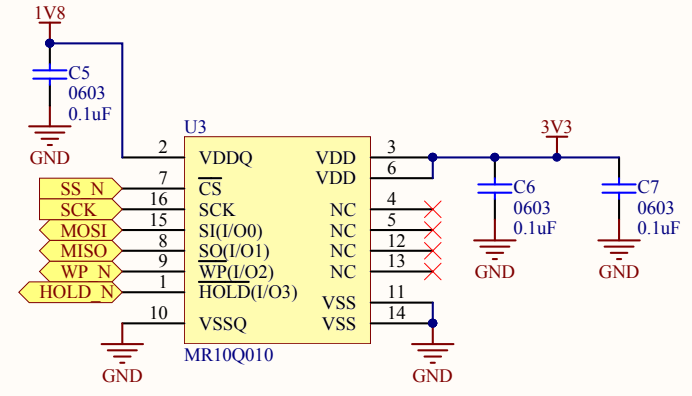 1V8
C5
0603
0.1uF
GND
U3
3V3
2 VDDQ VDD 3
VDD 6
SS_N 7 CS
SCK 16 SCK NC 4
MOSI 15 SI(I/O0) NC 5
MISO 8 SO(I/O1) NC 12
WP_N 9 WP(I/O2) NC 13
HOLD_N 1 HOLD(I/O3)
VSS 11
10 VSSQ VSS 14
C6
0603
0.1uF
GND
C7
0603
0.1uF
GND
MR10Q010
GND
GND